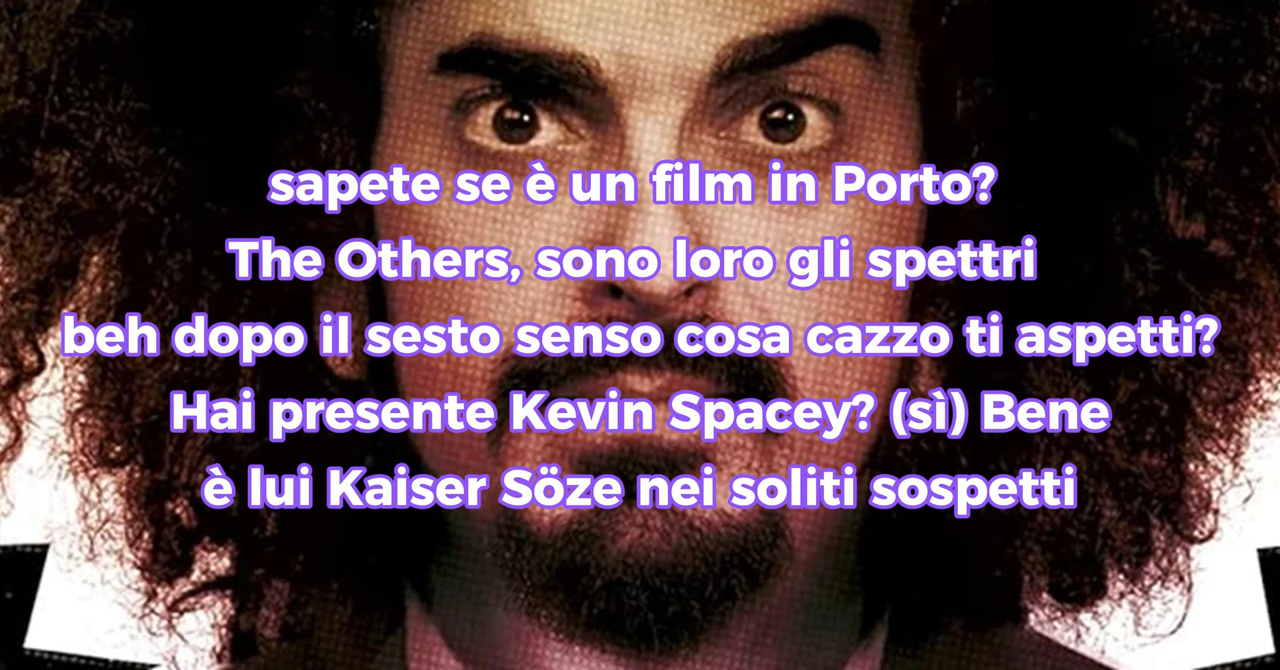 sapete se è un film in Porto?
The Others, sono loro gli spettri
beh dopo il sesto senso cosa cazzo ti aspetti?
Hai presente Kevin Spacey? (sì) Bene
è lui Kaiser Söze nei soliti sospetti